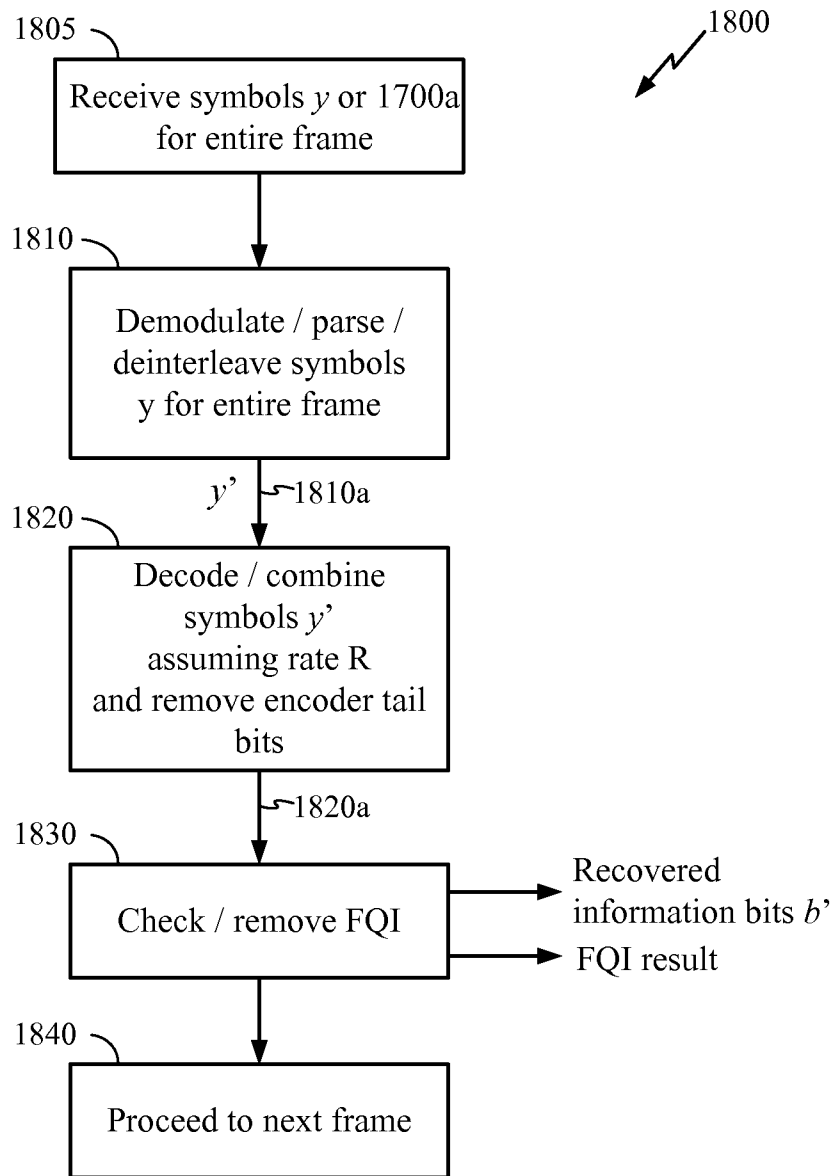 1805
1800
Receive symbols y or 1700a
for entire frame
1810
Demodulate / parse /
deinterleave symbols
y for entire frame
y’
1810a
1820
Decode / combine
symbols y’
assuming rate R
and remove encoder tail
bits
1820a
1830
Check / remove FQI
Recovered
information bits b’
FQI result
1840
Proceed to next frame